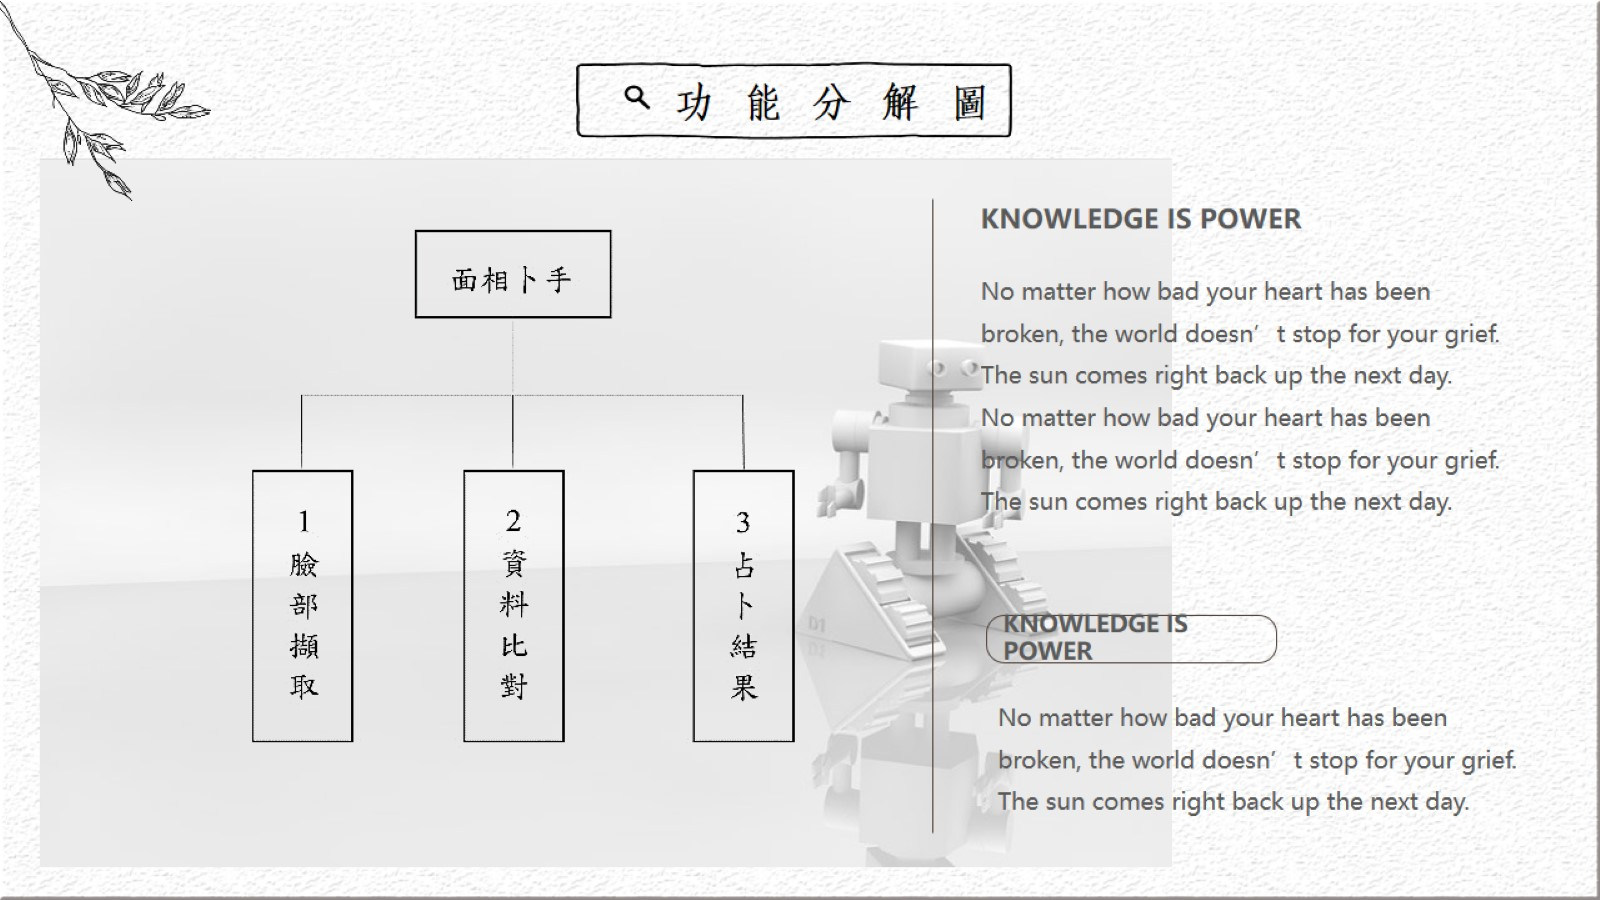 功能分解圖
面相卜手
1臉部擷取
2資料比對
3占卜結果
KNOWLEDGE IS POWER
No matter how bad your heart has been
broken, the world doesn’t stop for your grief.
The sun comes right back up the next day.
No matter how bad your heart has been
broken, the world doesn’t stop for your grief.
The sun comes right back up the next day.
D1
KNOWLEDGE IS
POWER
No matter how bad your heart has been
broken, the world doesn’t stop for your grief.
The sun comes right back up the next day.